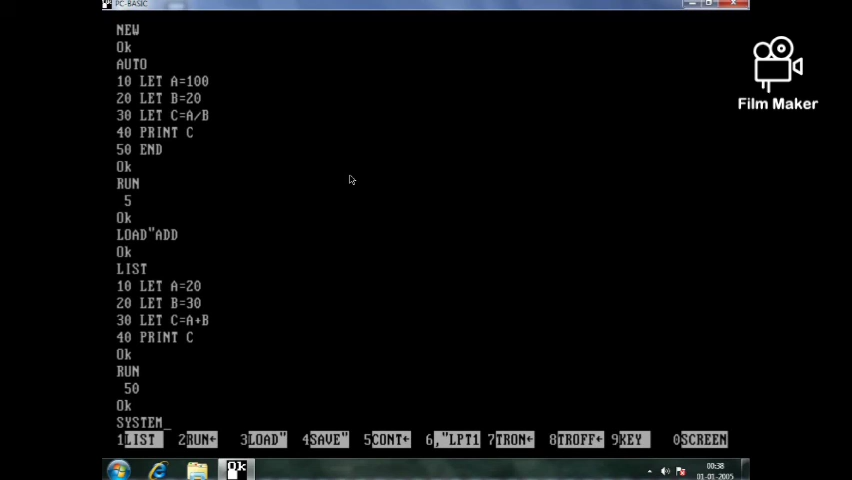 PC-BASIC
NEW
Ok
AUTO
10 LET A=100
20 LET B=20
30 LET C=A/B
40 PRINT C
50 END
Ok
RUN
5
Ok
LOAD"ADD
Ok
LIST
10 LET A=20
20 LET B=30
30 LET C=A+B
40 PRINT C
Ok
RUN
50
Ok
SYSTEM_
1LIST 2RUN← 3LOAD" 4SAVE" 5CONT← 6,"LPT1 7TRON← 8TROFF← 9KEY 0SCREEN
Film Maker
Ok
00:38
01-01-2005